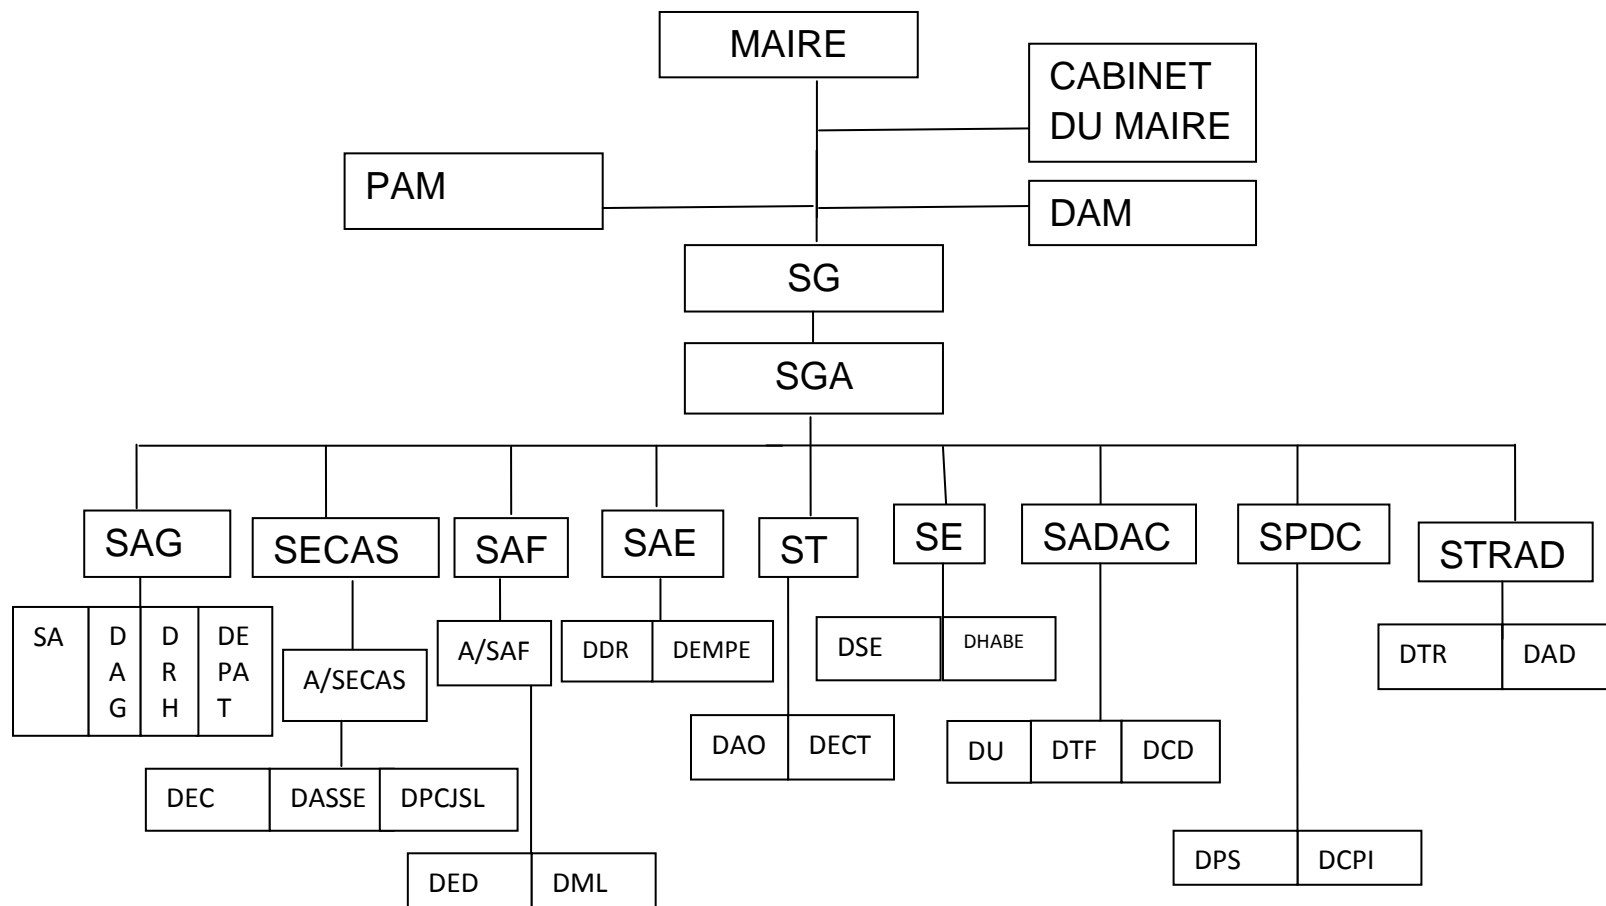 MAIRE
CABINET
DU MAIRE
PAM
DAM
SG
SGA
SAG
SECAS
SAF
SAE
ST
SE
SADAC
SPDC
STRAD
SA
D
A
G
D
R
H
DE
PA
T
A/SECAS
A/SAF
DDR
DEMPE
DSE
DHABE
DTR
DAD
DAO
DECT
DU
DTF
DCD
DEC
DASSE
DPCJSL
DED
DML
DPS
DCPI